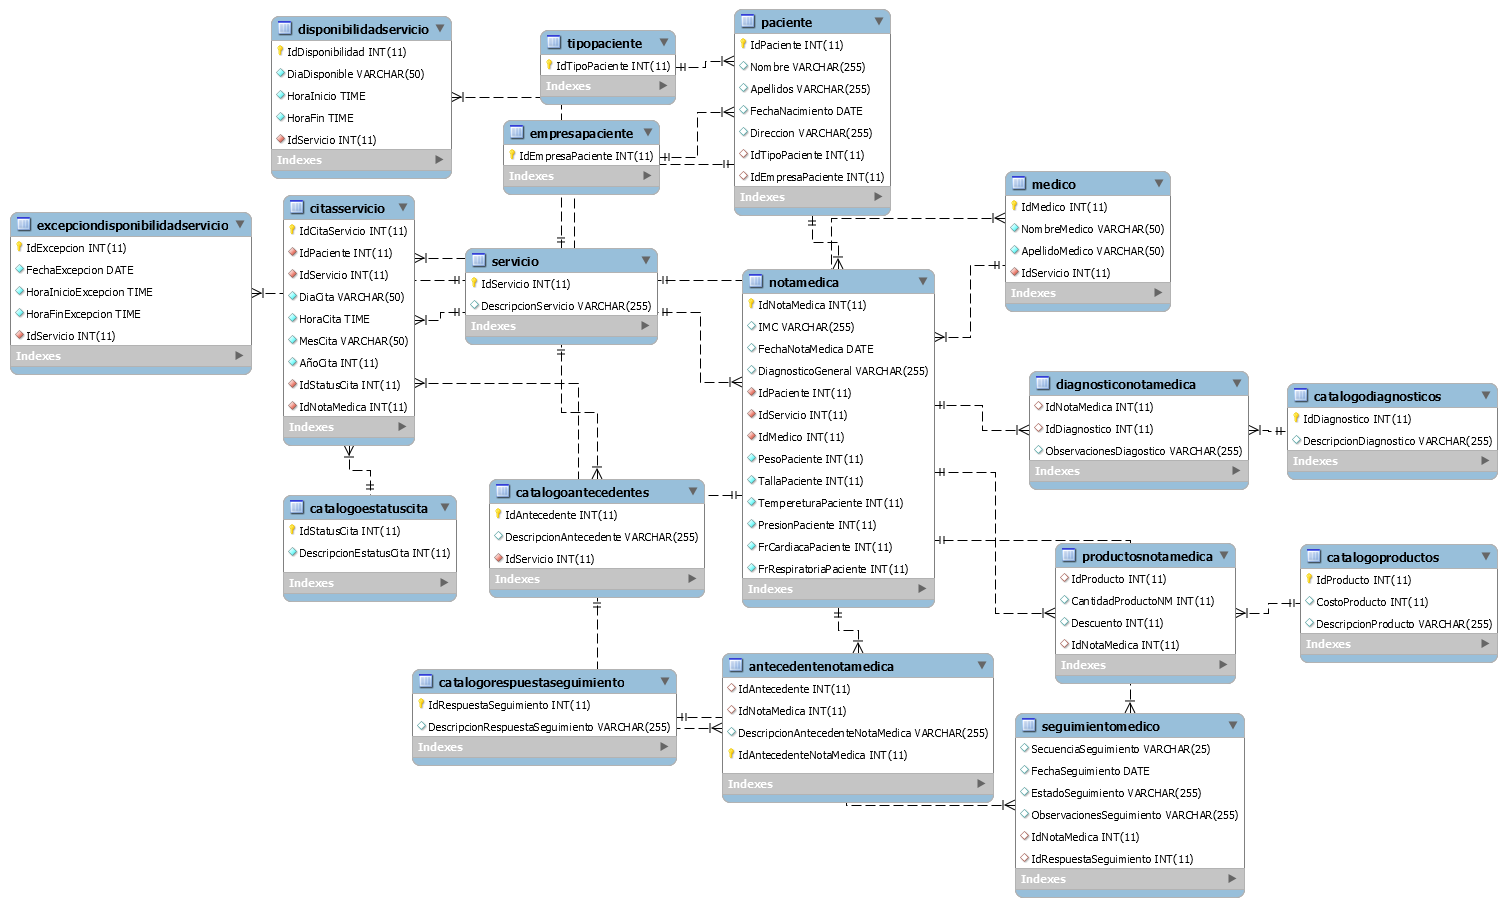 disponibilidadservicio
IdDisponibilidad INT(11)
DiaDisponible VARCHAR(50)
HoraInicio TIME
HoraFin TIME
IdServicio INT(11)
Indexes
tipopaciente
IdTipoPaciente INT(11)
Indexes
paciente
IdPaciente INT(11)
Nombre VARCHAR(255)
Apellidos VARCHAR(255)
FechaNacimiento DATE
Direccion VARCHAR(255)
IdTipoPaciente INT(11)
IdEmpresaPaciente INT(11)
Indexes
empresapaciente
IdEmpresaPaciente INT(11)
Indexes
medico
IdMedico INT(11)
NombreMedico VARCHAR(50)
ApellidoMedico VARCHAR(50)
IdServicio INT(11)
Indexes
excepciondisponibilidadservicio
IdExcepcion INT(11)
FechaExcepcion DATE
HoraInicioExcepcion TIME
HoraFinExcepcion TIME
IdServicio INT(11)
Indexes
citasservicio
IdCitaServicio INT(11)
IdPaciente INT(11)
IdServicio INT(11)
DiaCita VARCHAR(50)
HoraCita TIME
MesCita VARCHAR(50)
AñoCita INT(11)
IdStatusCita INT(11)
IdNotaMedica INT(11)
Indexes
servicio
IdServicio INT(11)
DescripcionServicio VARCHAR(255)
Indexes
notamedica
IdNotaMedica INT(11)
IMC VARCHAR(255)
FechaNotaMedica DATE
DiagnosticoGeneral VARCHAR(255)
IdPaciente INT(11)
IdServicio INT(11)
IdMedico INT(11)
PesoPaciente INT(11)
TallaPaciente INT(11)
TempereturaPaciente INT(11)
PresionPaciente INT(11)
FrCardiacaPaciente INT(11)
FrRespiratoriaPaciente INT(11)
Indexes
diagnosticonotamedica
IdNotaMedica INT(11)
IdDiagnostico INT(11)
ObservacionesDiagostico VARCHAR(255)
Indexes
catalogodiagnosticos
IdDiagnostico INT(11)
DescripcionDiagnostico VARCHAR(255)
Indexes
catalogoestatuscita
IdStatusCita INT(11)
DescripcionEstatusCita INT(11)
Indexes
catalogoantecedentes
IdAntecedente INT(11)
DescripcionAntecedente VARCHAR(255)
IdServicio INT(11)
Indexes
productosnotamedica
IdProducto INT(11)
CantidadProductoNM INT(11)
Descuento INT(11)
IdNotaMedica INT(11)
Indexes
catalogoproductos
IdProducto INT(11)
CostoProducto INT(11)
DescripcionProducto VARCHAR(255)
Indexes
catalogorespuestaseguimiento
IdRespuestaSeguimiento INT(11)
DescripcionRespuestaSeguimiento VARCHAR(255)
Indexes
antecedentenotamedica
IdAntecedente INT(11)
IdNotaMedica INT(11)
DescripcionAntecedenteNotaMedica VARCHAR(255)
IdAntecedenteNotaMedica INT(11)
Indexes
seguimientomedico
SecuenciaSeguimiento VARCHAR(25)
FechaSeguimiento DATE
EstadoSeguimiento VARCHAR(255)
ObservacionesSeguimiento VARCHAR(255)
IdNotaMedica INT(11)
IdRespuestaSeguimiento INT(11)
Indexes